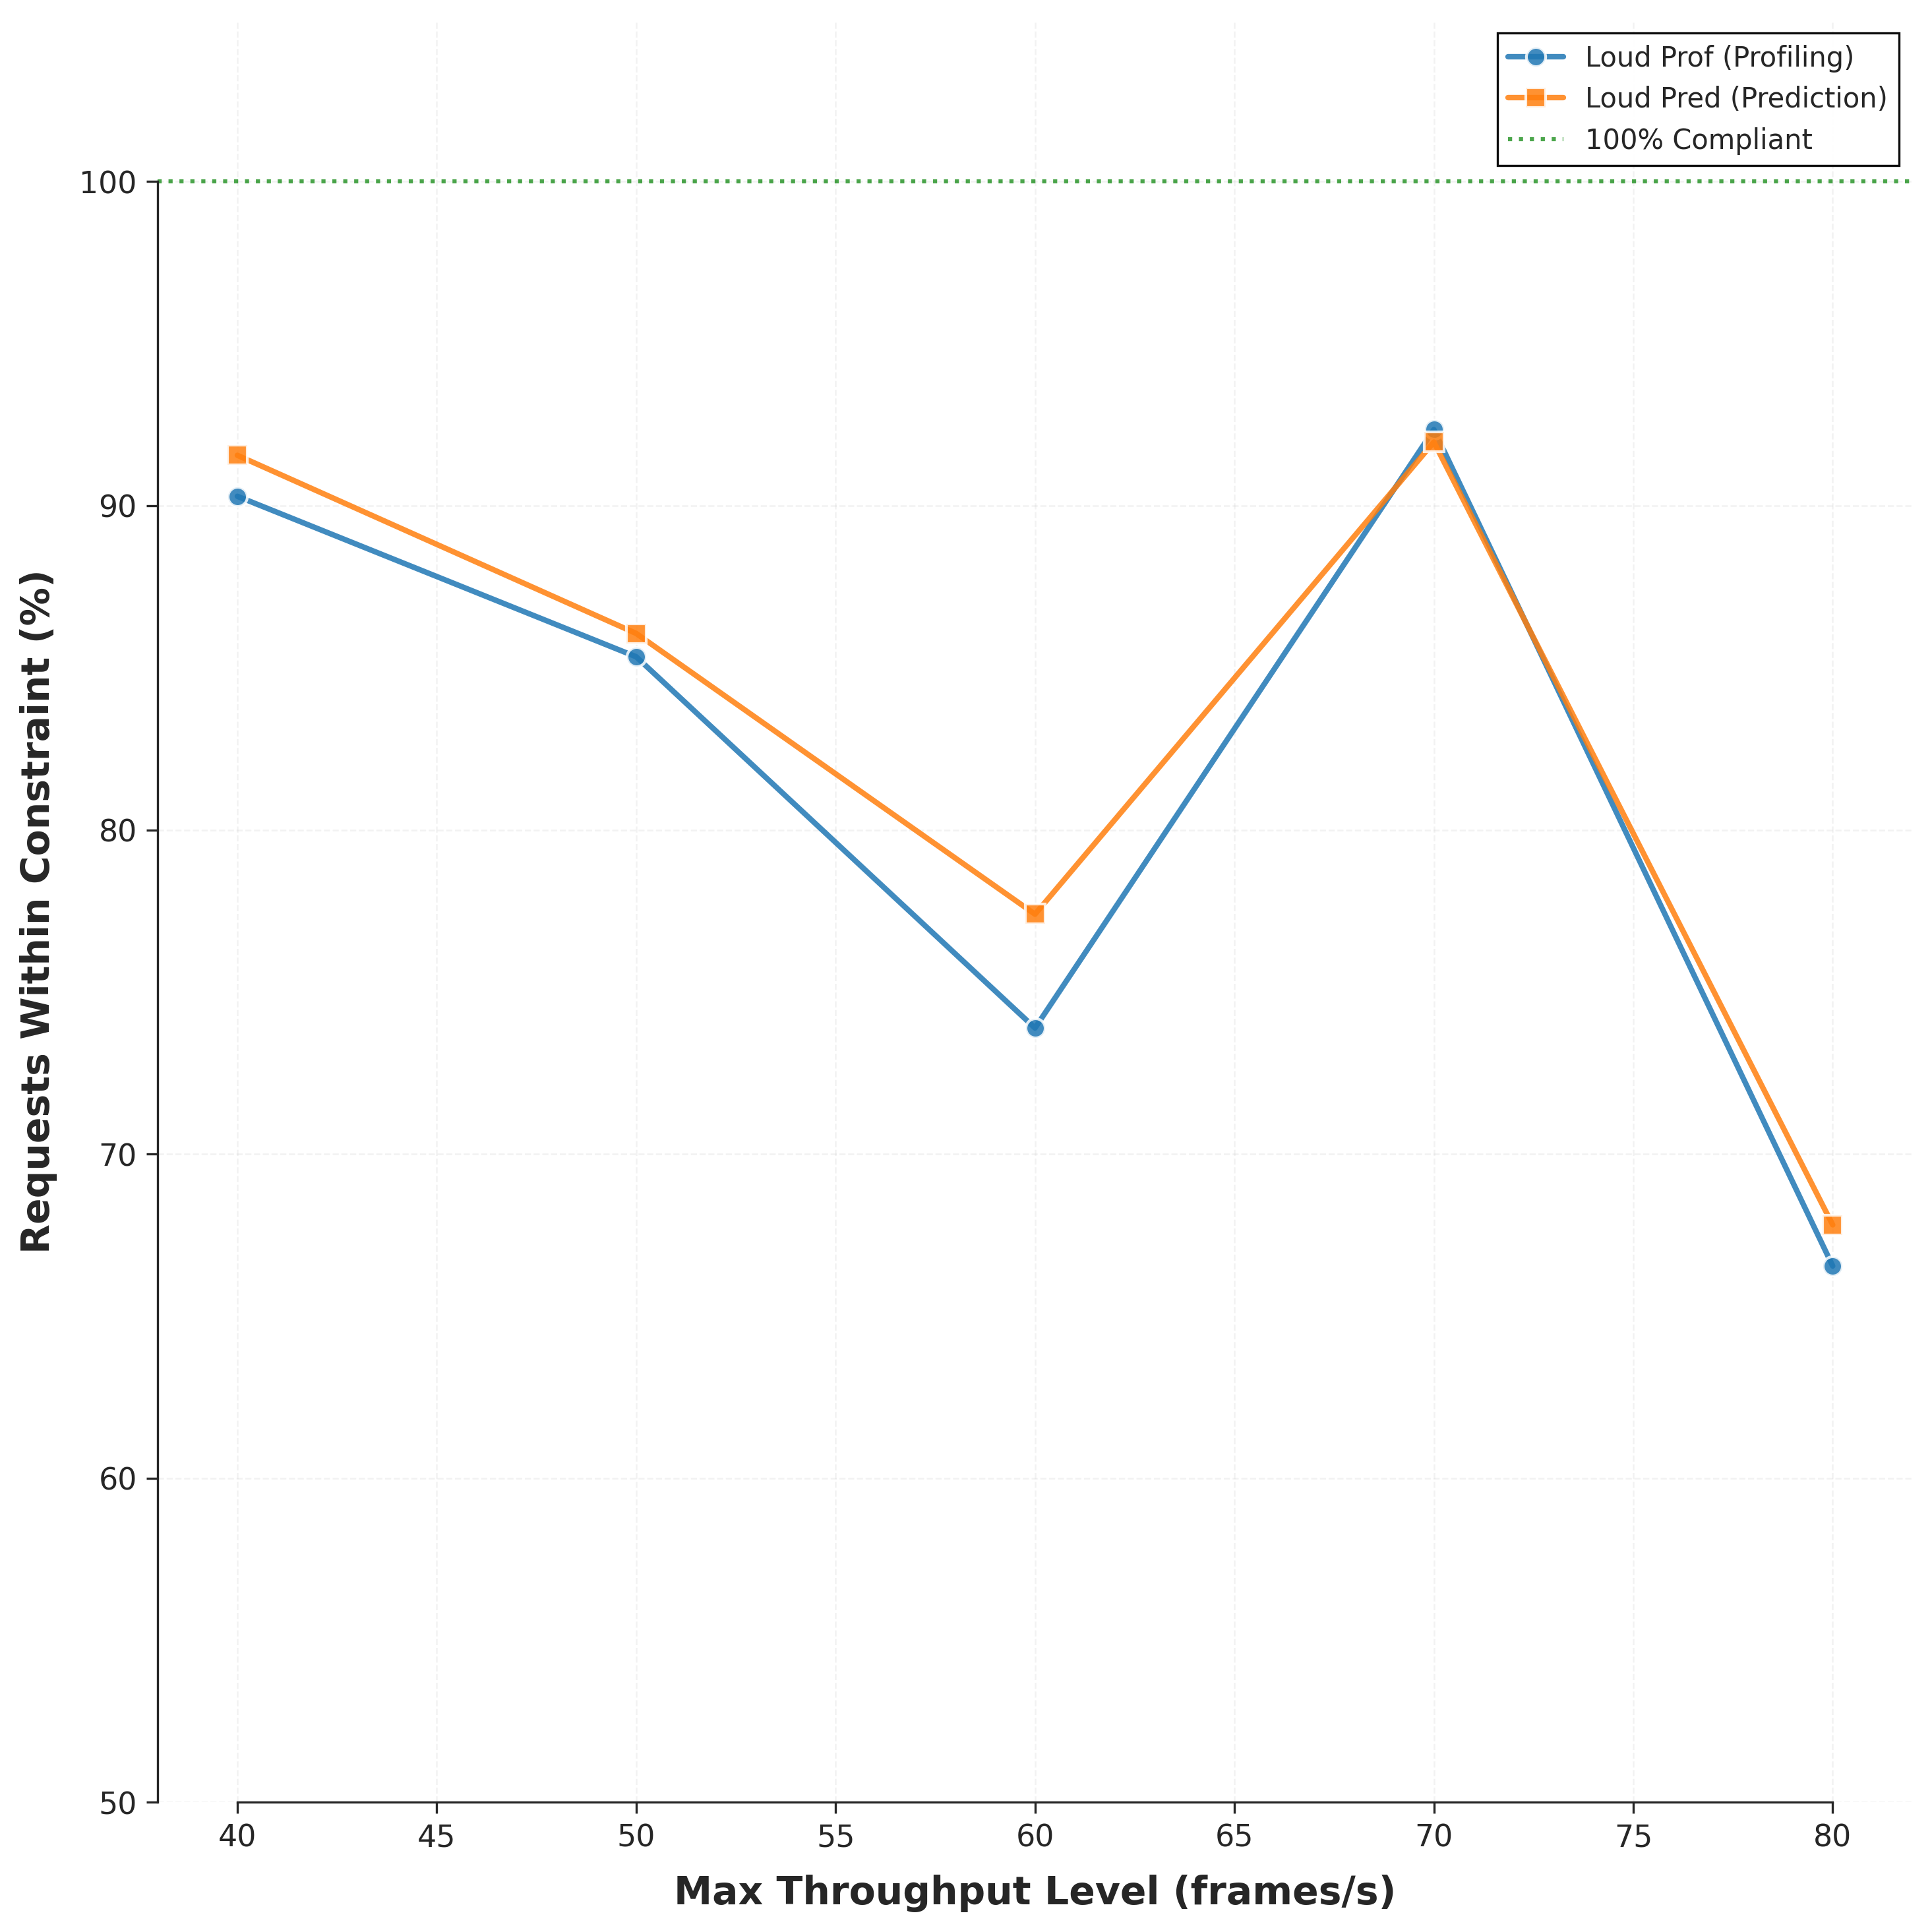 Loud Prof (Profiling)
Loud Pred (Prediction)
100% Compliant
100
90
80
70
60
50
Requests Within Constraint (%)
40 45 50 55 60 65 70 75 80
Max Throughput Level (frames/s)